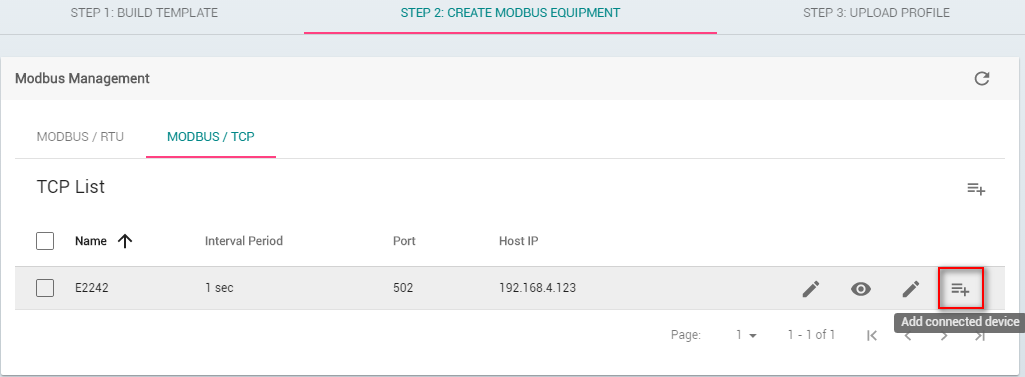 STEP 1: BUILD TEMPLATE STEP 2: CREATE MODBUS EQUIPMENT STEP 3: UPLOAD PROFILE
Modbus Management
MODBUS / RTU MODBUS / TCP
TCP List
Name Interval Period Port Host IP
E2242 1 sec 502 192.168.4.123
Add connected device
Page: 1 1 - 1 of 1